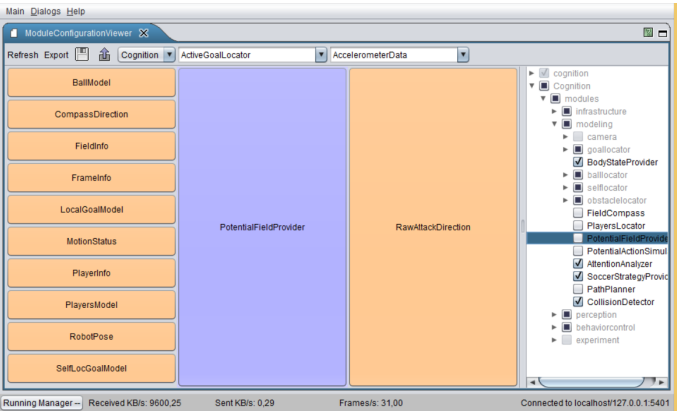 Main Dialogs Help
ModuleConfigurationViewer
Refresh Export Cognition ActiveGoalLocator AccelerometerData
BallModel
CompassDirection
FieldInfo
FrameInfo
LocalGoalModel
MotionStatus
PlayerInfo
PlayersModel
RobotPose
SelfLocGoalModel
PotentialFieldProvider
RawAttackDirection
cognition
Cognition
modules
infrastructure
modeling
camera
goallocator
BodyStateProvider
balllocator
selflocator
obstaclelocator
FieldCompass
PlayersLocator
PotentialFieldProvide
PotentialActionSimul
AttentionAnalyzer
SoccerStrategyProvid
PathPlanner
CollisionDetector
perception
behaviorcontrol
experiment
Running Manager -- Received KB/s: 9600,25 Sent KB/s: 0,29 Frames/s: 31,00 Connected to localhost/127.0.0.1:5401